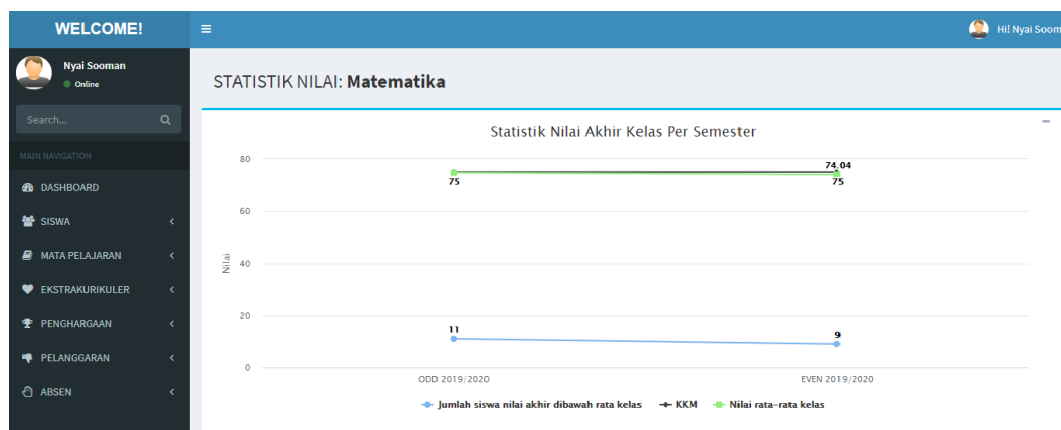 WELCOME!
Hi! Nyai Soom
Nyai Sooman
Online
Search...
MAIN NAVIGATION
DASHBOARD
SISWA
MATA PELAJARAN
EKSTRAKURIKULER
PENGHARGAAN
PELANGGARAN
ABSEN
STATISTIK NILAI: Matematika
Statistik Nilai Akhir Kelas Per Semester
Nilai
80
60
40
20
0
75
74.04
75
11
9
ODD 2019/2020
EVEN 2019/2020
Jumlah siswa nilai akhir dibawah rata kelas
KKM
Nilai rata-rata kelas